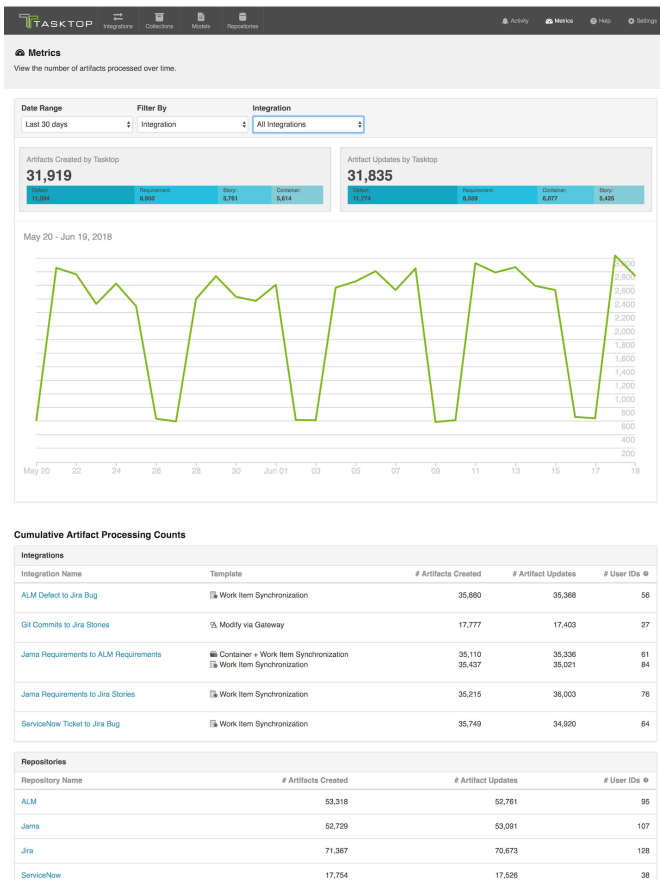 TASKTOP Integrations Collections Models Repositories Activity Metrics Help Settings
Metrics
View the number of artifacts processed over time.
Date Range Filter By Integration
Last 30 days Integration All Integrations
Artifacts Created by Tasktop Artifact Updates by Tasktop
31,919 31,835
Defect: Requirement: Story: Container: Defect: Requirement: Container: Story:
5,761 5,614 11,774 8,559 6,077 5,425
May 20 - Jun 19, 2018
2,800
2,600
2,400
2,200
2,000
1,800
1,600
1,400
1,200
1,000
800
600
400
200
May 20 22 24 26 28 30 Jun 01 03 05 07 09 11 13 15 17 19
Cumulative Artifact Processing Counts
Integrations
Integration Name Template # Artifacts Created # Artifact Updates # User IDs
ALM Defect to Jira Bug Work Item Synchronization 35,880 35,368 56
Git Commits to Jira Stories Modify via Gateway 17,777 17,403 27
Jama Requirements to ALM Requirements Container + Work Item Synchronization 35,110 35,336 61
Work Item Synchronization 35,437 35,021 84
Jama Requirements to Jira Stories Work Item Synchronization 35,215 36,003 76
ServiceNow Ticket to Jira Bug Work Item Synchronization 35,749 34,920 64
Repositories
Repository Name # Artifacts Created # Artifact Updates # User IDs
ALM 53,318 52,761 95
Jama 52,729 53,091 107
Jira 71,367 70,673 128
ServiceNow 17,754 17,526 38